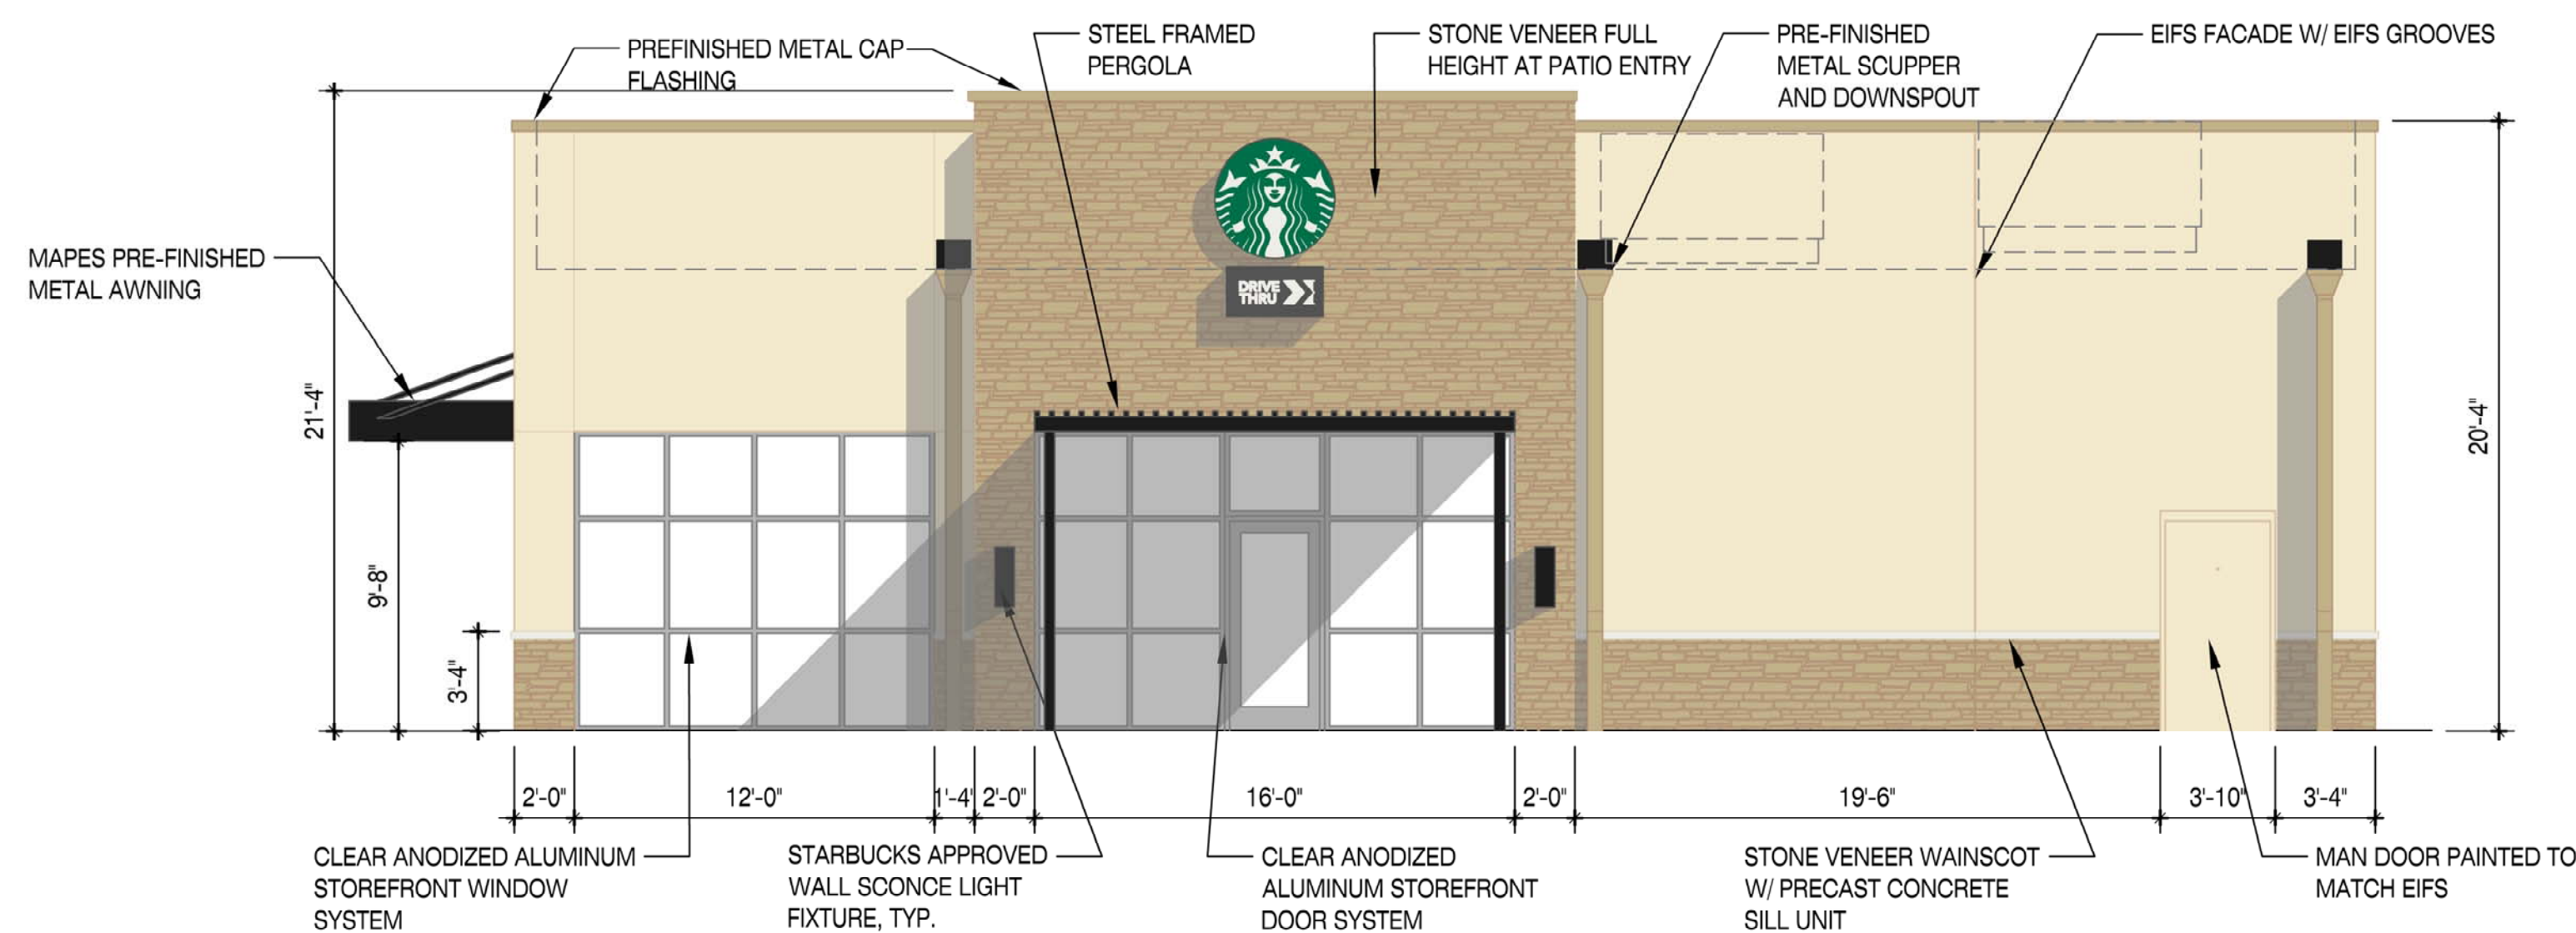 PREFINISHED METAL CAP
FLASHING
STEEL FRAMED
PERGOLA
STONE VENEER FULL
HEIGHT AT PATIO ENTRY
PRE-FINISHED
METAL SCUPPER
AND DOWNSPOUT
EIFS FACADE W/ EIFS GROOVES
MAPES PRE-FINISHED
METAL AWNING
DRIVE
THRU
21'-4"
9'-8"
3'-4"
20'-4"
2'-0"
12'-0"
1'-4'
2'-0"
16'-0"
2'-0"
19'-6"
3'-10"
3'-4"
CLEAR ANODIZED ALUMINUM
STOREFRONT WINDOW
SYSTEM
STARBUCKS APPROVED
WALL SCONCE LIGHT
FIXTURE, TYP.
CLEAR ANODIZED
ALUMINUM STOREFRONT
DOOR SYSTEM
STONE VENEER WAINSCOT
W/ PRECAST CONCRETE
SILL UNIT
MAN DOOR PAINTED TO
MATCH EIFS